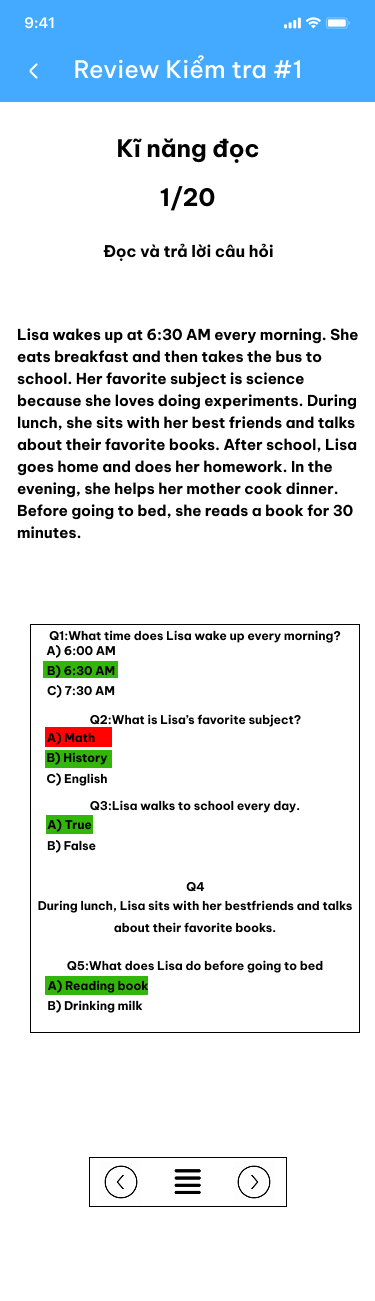 9:41
Review Kiểm tra #1
Kĩ năng đọc
1/20
Đọc và trả lời câu hỏi
Lisa wakes up at 6:30 AM every morning. She
eats breakfast and then takes the bus to
school. Her favorite subject is science
because she loves doing experiments. During
lunch, she sits with her best friends and talks
about their favorite books. After school, Lisa
goes home and does her homework. In the
evening, she helps her mother cook dinner.
Before going to bed, she reads a book for 30
minutes.
Q1:What time does Lisa wake up every morning?
A) 6:00 AM
B) 6:30 AM
C) 7:30 AM
Q2:What is Lisa's favorite subject?
A) Math
B) History
C) English
Q3:Lisa walks to school every day.
A) True
B) False
Q4
During lunch, Lisa sits with her bestfriends and talks
about their favorite books.
Q5:What does Lisa do before going to bed
A) Reading book
B) Drinking milk